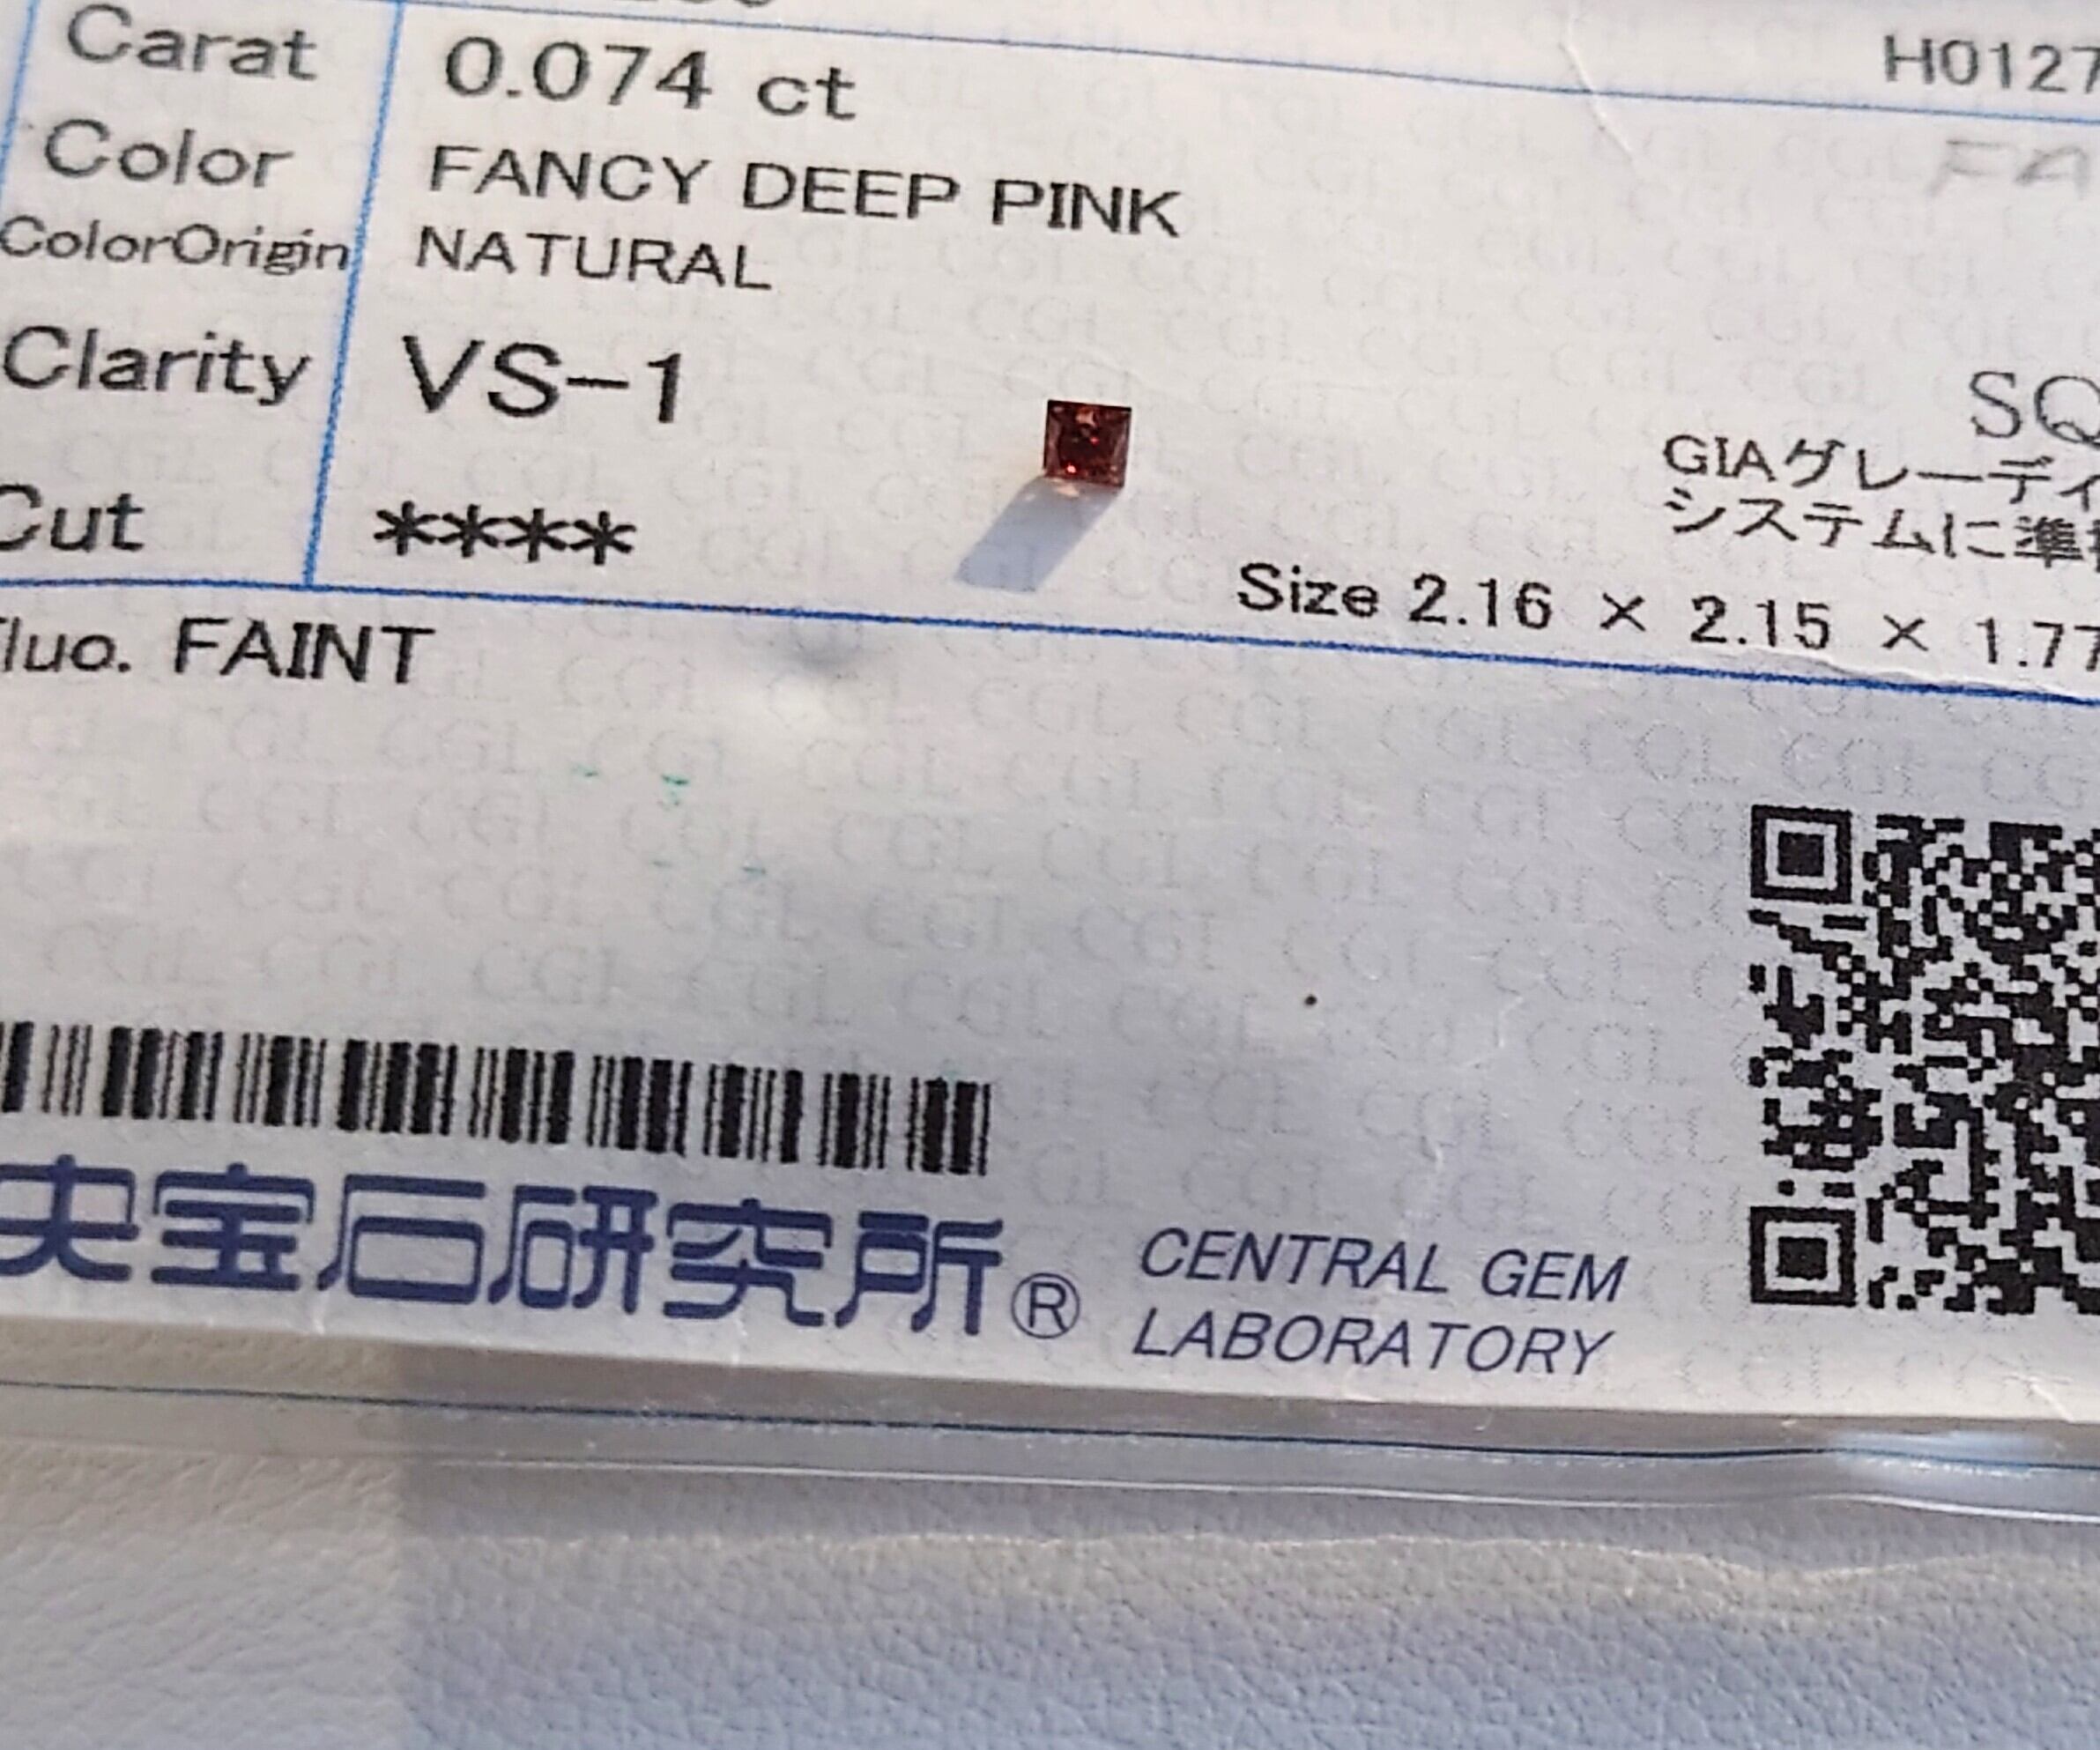 Carat 0.074 ct H0127
Color FANCY DEEP PINK FA
ColorOrigin NATURAL
Clarity VS-1
SQ
GIAグレーディ
システムに準
Cut ****
Size 2.16 × 2.15 × 1.77
Fluo. FAINT
央宝石研究所®
CENTRAL GEM
LABORATORY